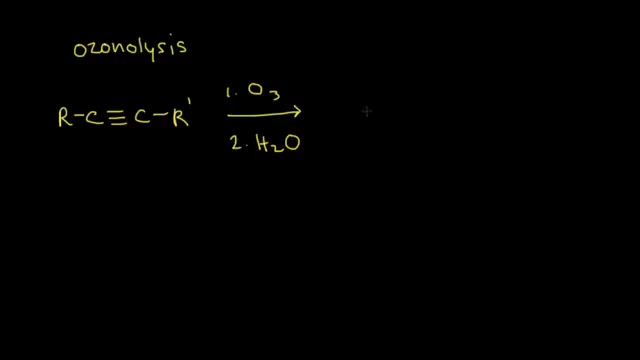 ozonolysis
R-C≡C-R'
1. O₃
2. H₂O